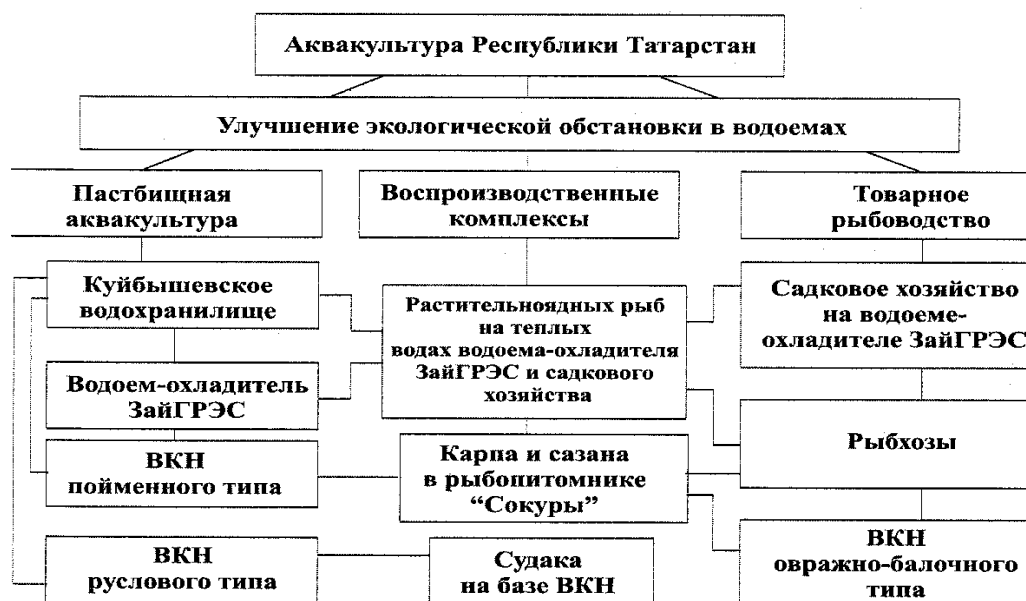 Аквакультура Республики Татарстан
Улучшение экологической обстановки в водоемах
Пастбищная
аквакультура
Воспроизводственные
комплексы
Товарное
рыбоводство
Куйбышевское
водохранилище
Растительноядных рыб
на теплых
водах водоема-охладителя
ЗайГРЭС и садкового
хозяйства
Садковое хозяйство
на водоеме-
охладителе ЗайГРЭС
Водоем-охладитель
ЗайГРЭС
Рыбхозы
ВКН
пойменного типа
Карпа и сазана
в рыбопитомнике
“Сокуры”
ВКН
руслового типа
Судака
на базе ВКН
ВКН
овражно-балочного
типа